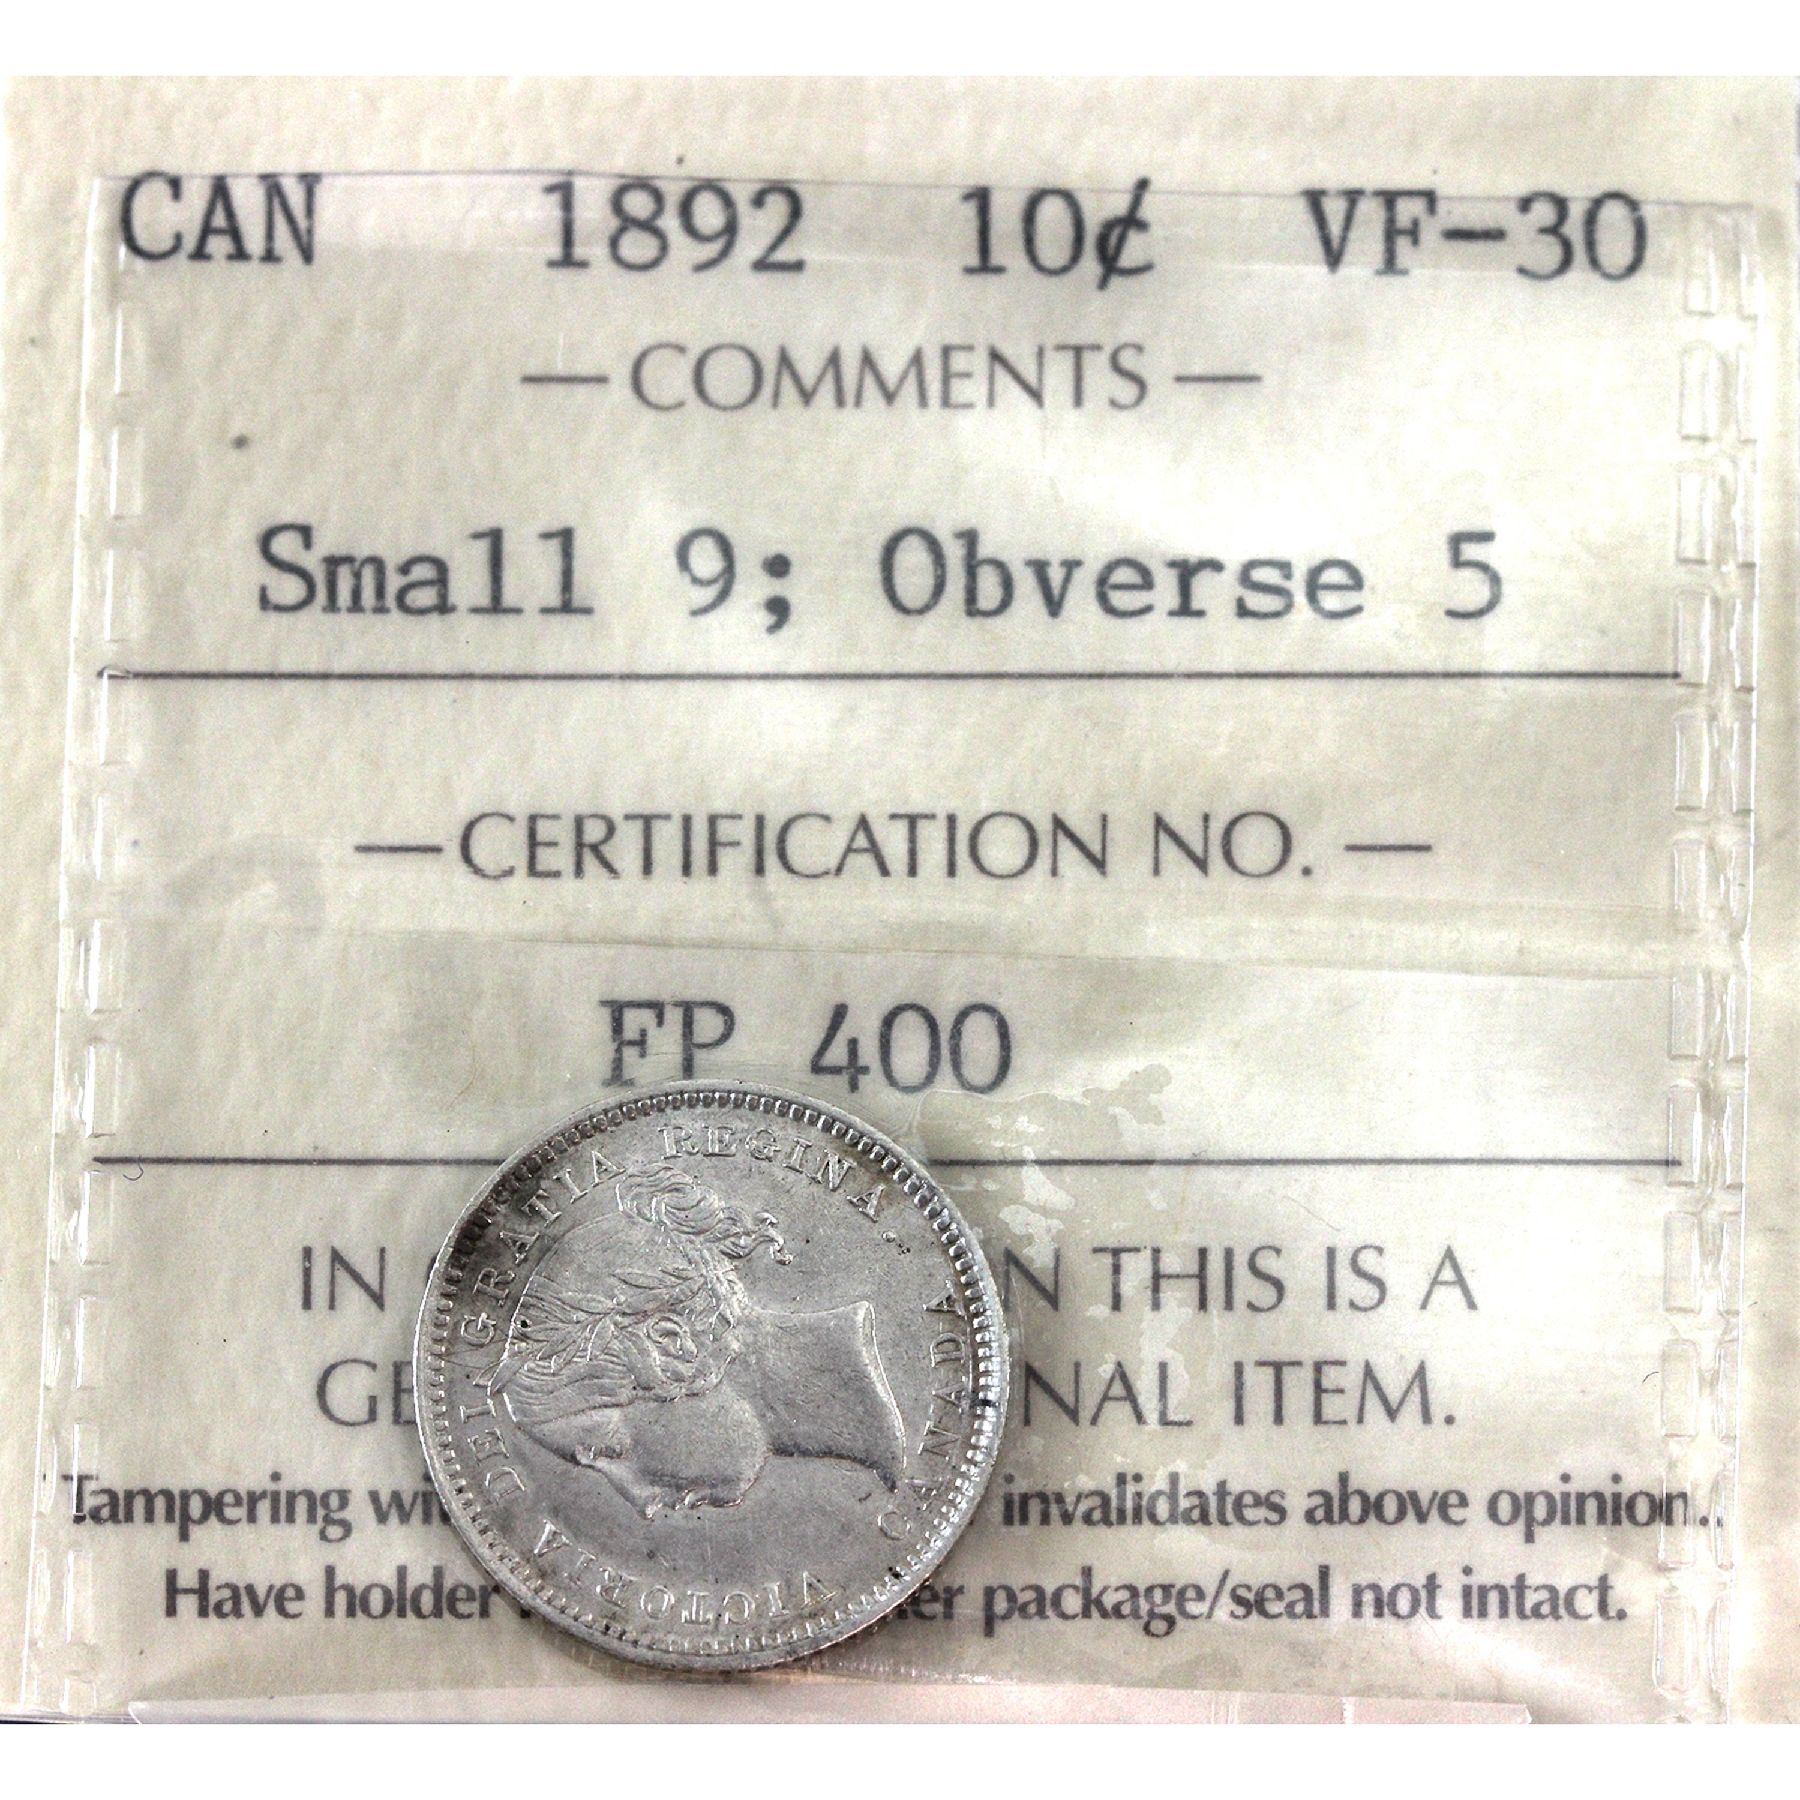 CAN 1892 10¢ VF-30
— COMMENTS —
Small 9; Obverse 5
— CERTIFICATION NO. —
FP 400
IN THIS IS A
ITEM.
Tampering invalidates above opinion..
Have holder package/seal not intact.
VICTORIA DEI GRATIA REGINA.
CANADA